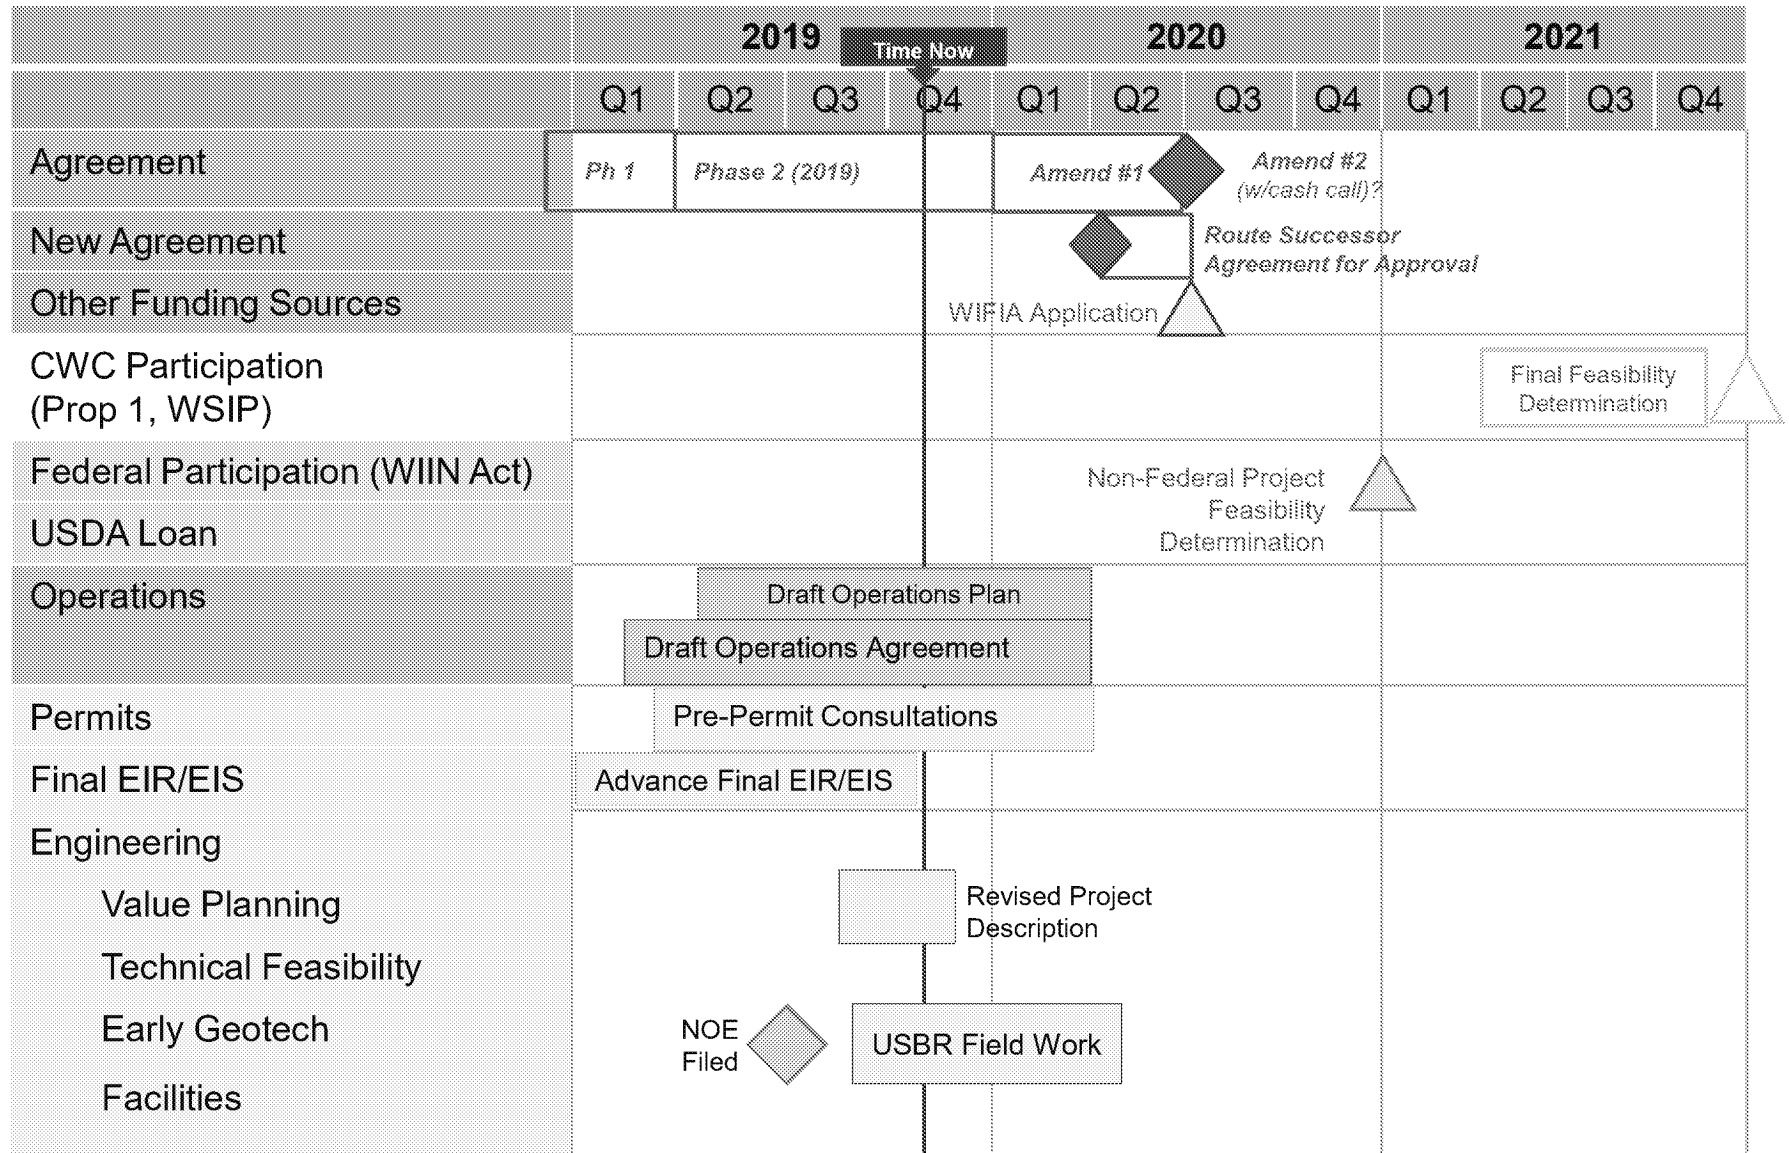 2019 2020 2021
Time Now
Q1 Q2 Q3 Q4 Q1 Q2 Q3 Q4 Q1 Q2 Q3 Q4
Agreement
Ph 1
Phase 2 (2019)
Amend #1
Amend #2
(w/cash call)?
New Agreement
Route Successor
Agreement for Approval
Other Funding Sources
WIFIA Application
CWC Participation
(Prop 1, WSIP)
Final Feasibility
Determination
Federal Participation (WIIN Act)
Non-Federal Project
Feasibility
Determination
USDA Loan
Operations
Draft Operations Plan
Draft Operations Agreement
Permits
Pre-Permit Consultations
Final EIR/EIS
Advance Final EIR/EIS
Engineering
Value Planning
Revised Project
Description
Technical Feasibility
Early Geotech
NOE
Filed
USBR Field Work
Facilities